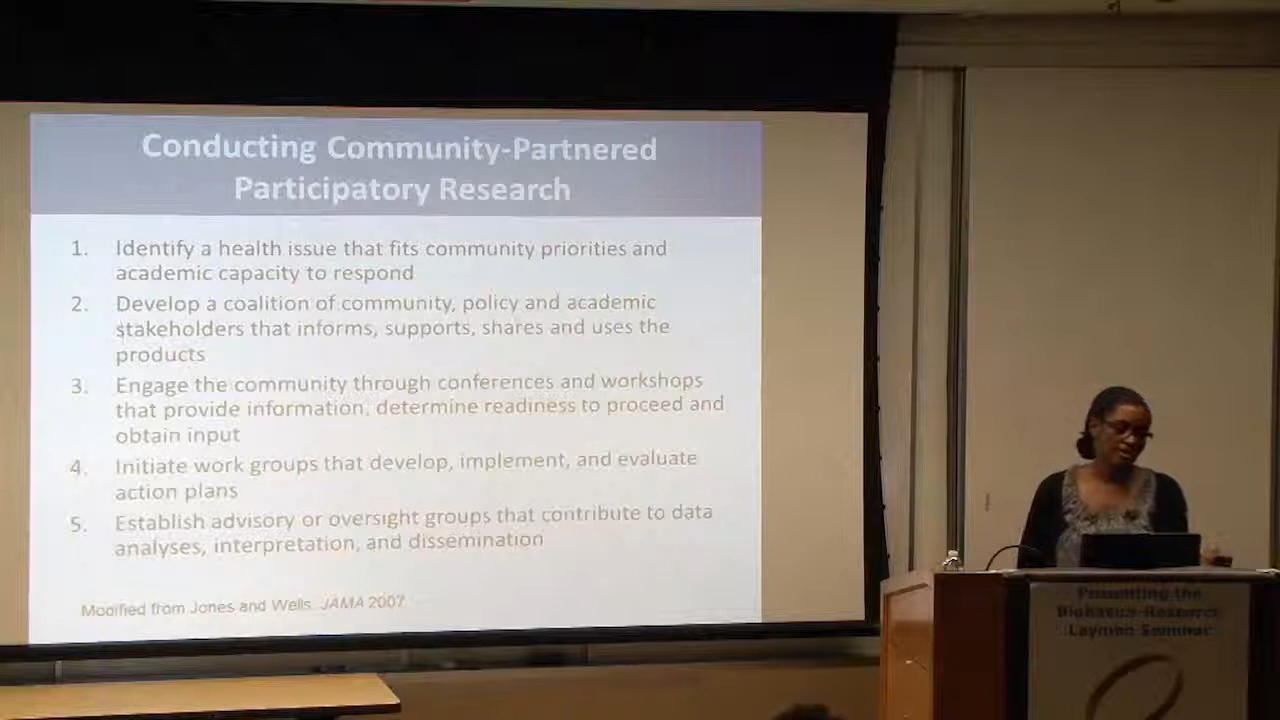 Conducting Community-Partnered
Participatory Research
1. Identify a health issue that fits community priorities and
academic capacity to respond
2. Develop a coalition of community, policy and academic
stakeholders that informs, supports, shares and uses the
products
3. Engage the community through conferences and workshops
that provide information, determine readiness to proceed and
obtain input
4. Initiate work groups that develop, implement, and evaluate
action plans
5. Establish advisory or oversight groups that contribute to data
analyses, interpretation, and dissemination
Modified from Jones and Wells. JAMA 2007
Presenting the
Research
Seminar